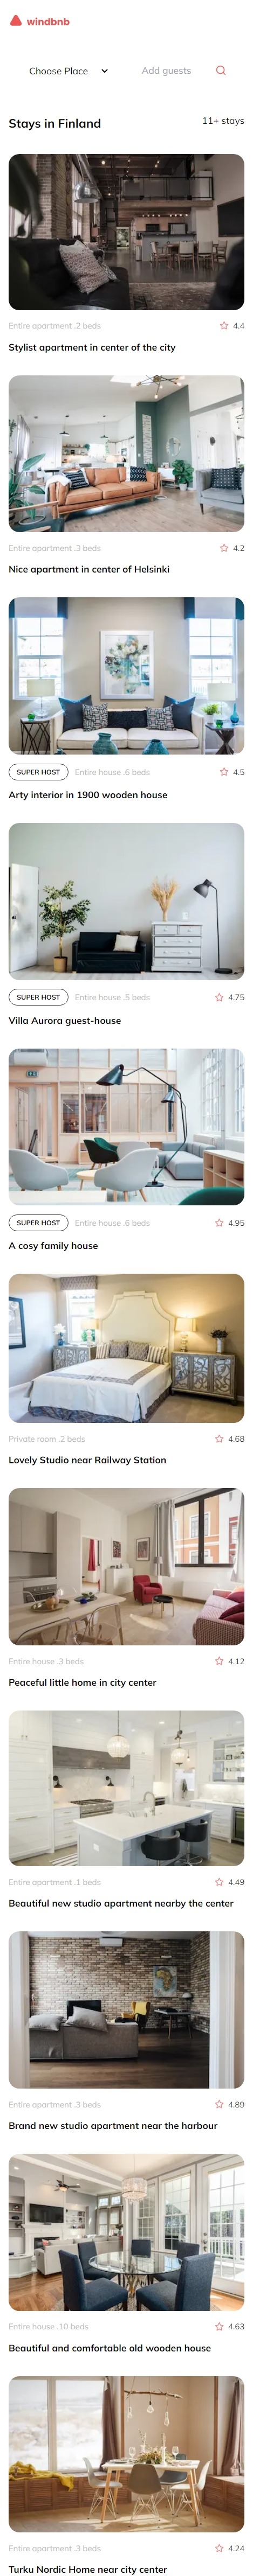 windbnb
Choose Place
Add guests
Stays in Finland
11+ stays
Entire apartment .2 beds
4.4
Stylist apartment in center of the city
Entire apartment .3 beds
4.2
Nice apartment in center of Helsinki
SUPER HOST
Entire house .6 beds
4.5
Arty interior in 1900 wooden house
SUPER HOST
Entire house .5 beds
4.75
Villa Aurora guest-house
SUPER HOST
Entire house .6 beds
4.95
A cosy family house
Private room .2 beds
4.68
Lovely Studio near Railway Station
Entire house .3 beds
4.12
Peaceful little home in city center
Entire apartment .1 beds
4.49
Beautiful new studio apartment nearby the center
Entire apartment .3 beds
4.89
Brand new studio apartment near the harbour
Entire house .10 beds
4.63
Beautiful and comfortable old wooden house
Entire apartment .3 beds
4.24
Turku Nordic Home near city center